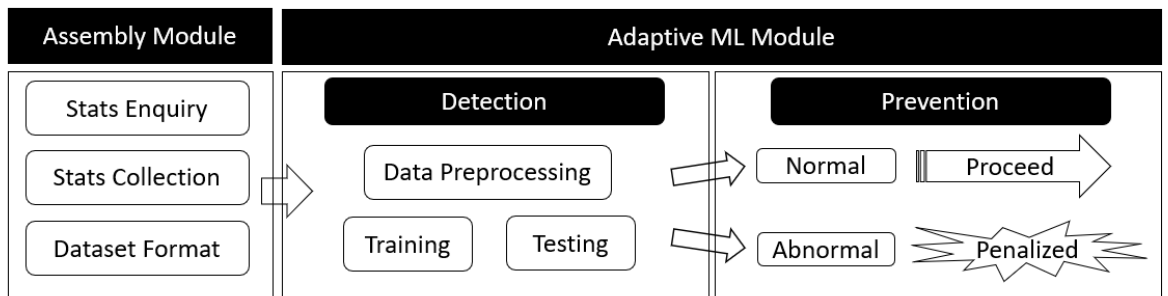 Assembly Module
Adaptive ML Module
Stats Enquiry
Stats Collection
Dataset Format
Detection
Data Preprocessing
Training
Testing
Prevention
Normal
Proceed
Abnormal
Penalized